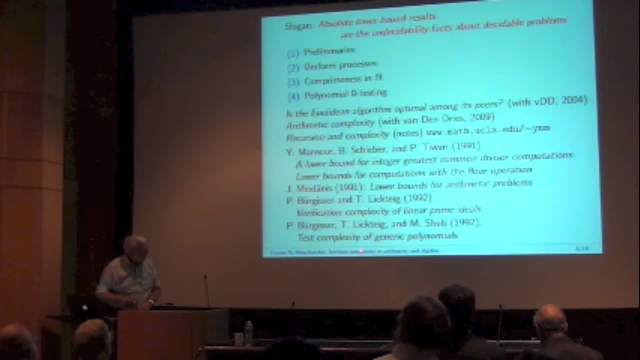 Slogan: Absolute lower bound results
are the undecidability facts about decidable problems
(1) Preliminaries
(2) Uniform processes
(3) Coprimeness in N
(4) Polynomial 0-testing
Is the Euclidean algorithm optimal among its peers? (with vDD, 2004)
Arithmetic complexity (with van Den Dries, 2009)
Recursion and complexity (notes) www.math.ucla.edu/~ynm
Y. Mansour, B. Schieber, and P. Tiwari (1991)
A lower bound for integer greatest common divisor computations
Lower bounds for computations with the floor operation
J. Meidânis (1991): Lower bounds for arithmetic problems
P. Bürgisser and T. Lickteig (1992)
Verification complexity of linear prime ideals
P. Bürgisser, T. Lickteig, and M. Shub (1992),
Test complexity of generic polynomials